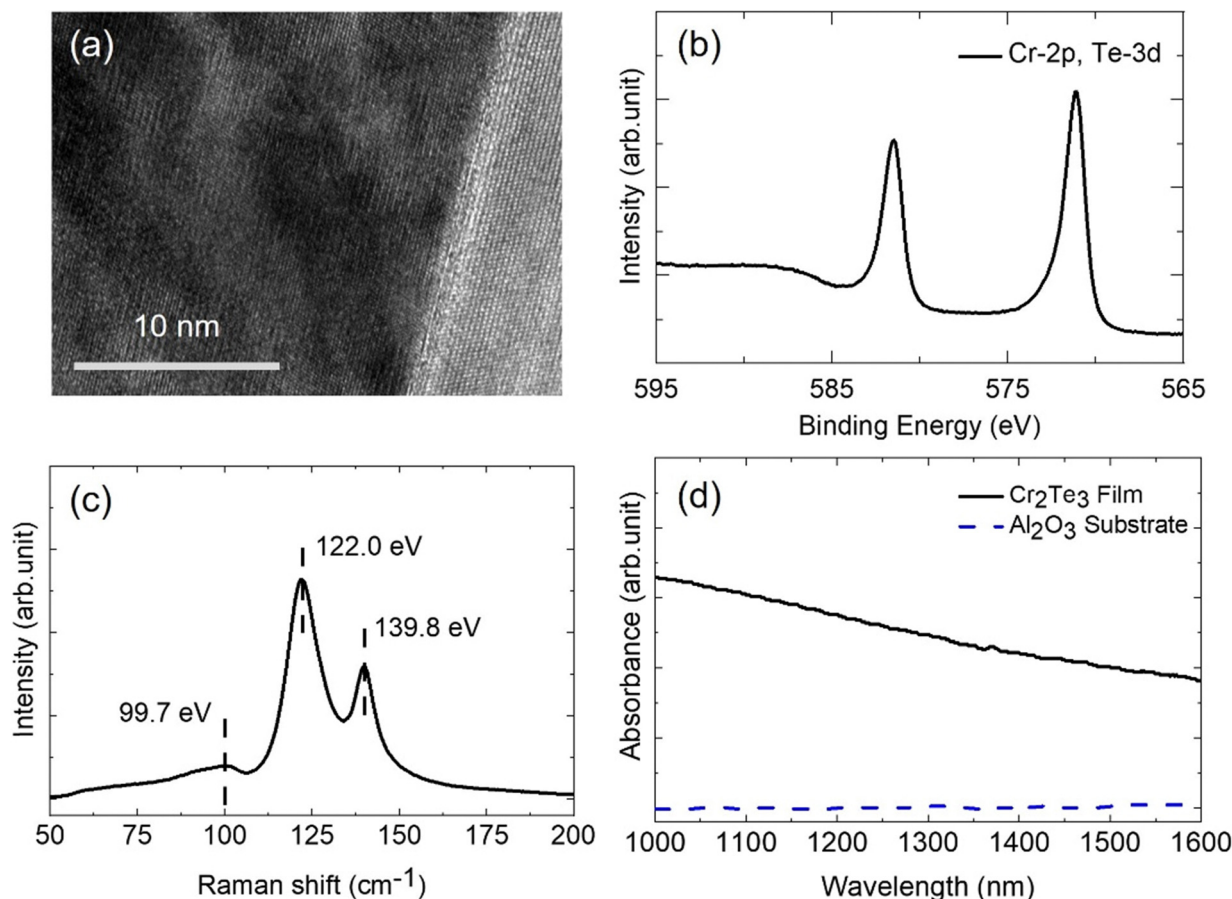 (a)
10 nm
(b)
Cr-2p, Te-3d
Intensity (arb.unit)
595 585 575 565
Binding Energy (eV)
(c)
122.0 eV
139.8 eV
99.7 eV
Intensity (arb.unit)
50 75 100 125 150 175 200
Raman shift (cm⁻¹)
(d)
Cr₂Te₃ Film
Al₂O₃ Substrate
Absorbance (arb.unit)
1000 1100 1200 1300 1400 1500 1600
Wavelength (nm)